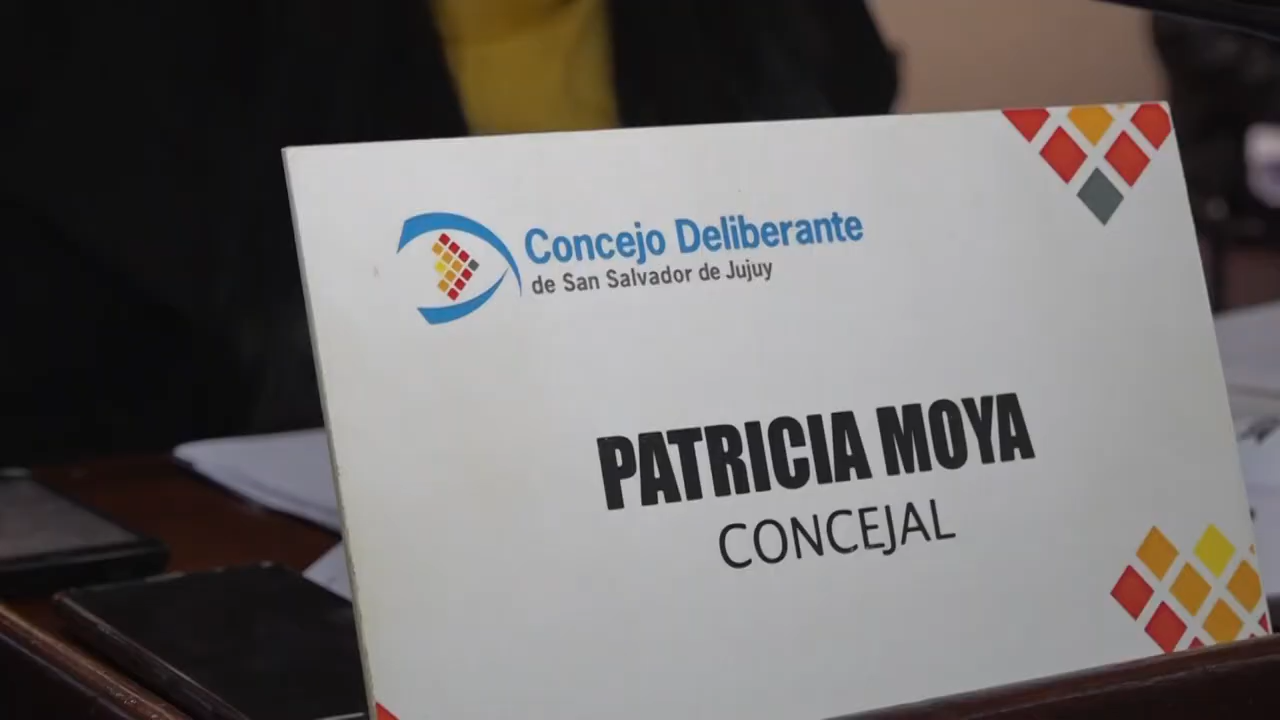 Concejo Deliberante
de San Salvador de Jujuy
PATRICIA MOYA
CONCEJAL